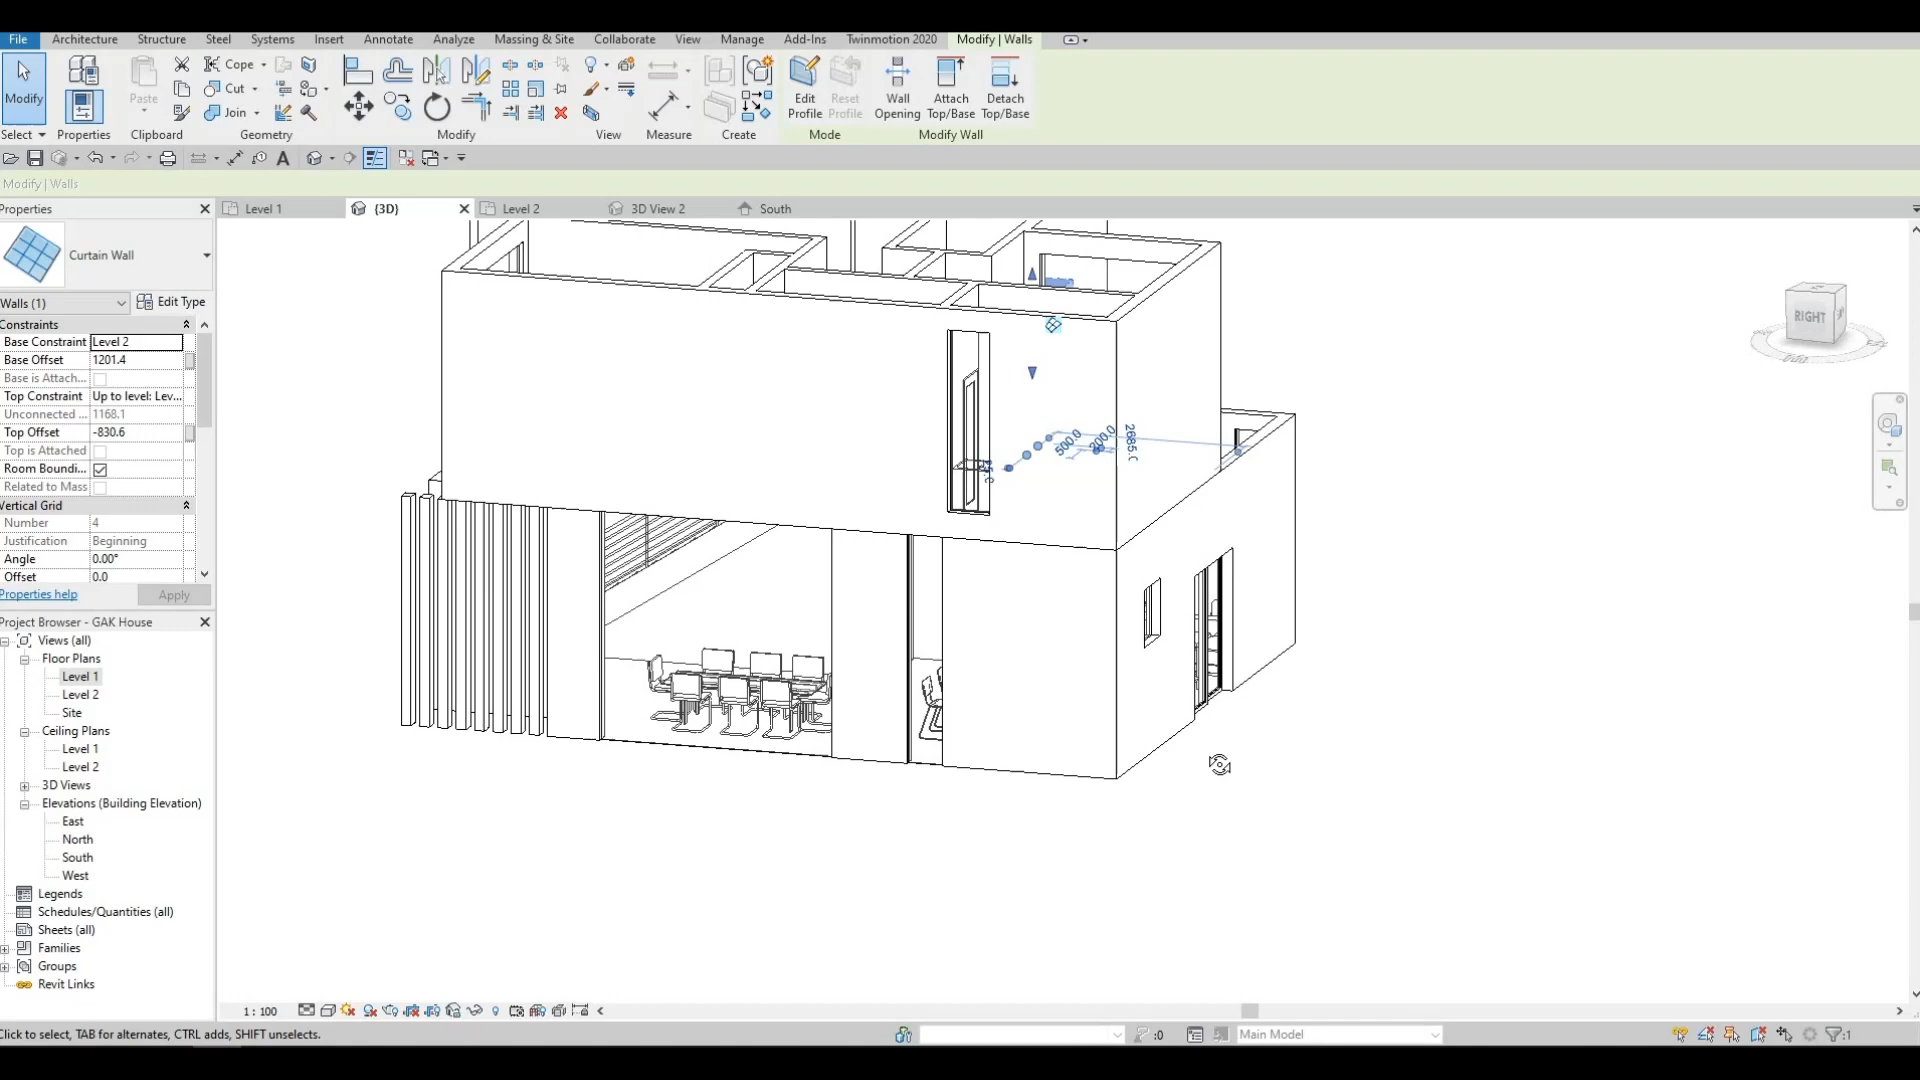 File Architecture Structure Steel Systems Insert Annotate Analyze Massing & Site Collaborate View Manage Add-Ins Twinmotion 2020 Modify | Walls
Modify
Paste
Cope
Cut
Join
Edit Profile
Reset Profile
Wall Opening
Attach Top/Base
Detach Top/Base
Select Properties Clipboard Geometry Modify View Measure Create Mode Modify Wall
Modify | Walls
Properties
Level 1 {3D} Level 2 3D View 2 South
Curtain Wall
Walls (1) Edit Type
Constraints
Base Constraint Level 2
Base Offset 1201.4
Base is Attach...
Top Constraint Up to level: Lev...
Unconnected ... 1168.1
Top Offset -830.6
Top is Attached
Room Boundi...
Related to Mass
Vertical Grid
Number 4
Justification Beginning
Angle 0.00°
Offset 0.0
Properties help Apply
Project Browser - GAK House
Views (all)
Floor Plans
Level 1
Level 2
Site
Ceiling Plans
Level 1
Level 2
3D Views
Elevations (Building Elevation)
East
North
South
West
Legends
Schedules/Quantities (all)
Sheets (all)
Families
Groups
Revit Links
500.0
200.0
2685.0
RIGHT
1 : 100
Click to select, TAB for alternates, CTRL adds, SHIFT unselects.
:0
Main Model
:1